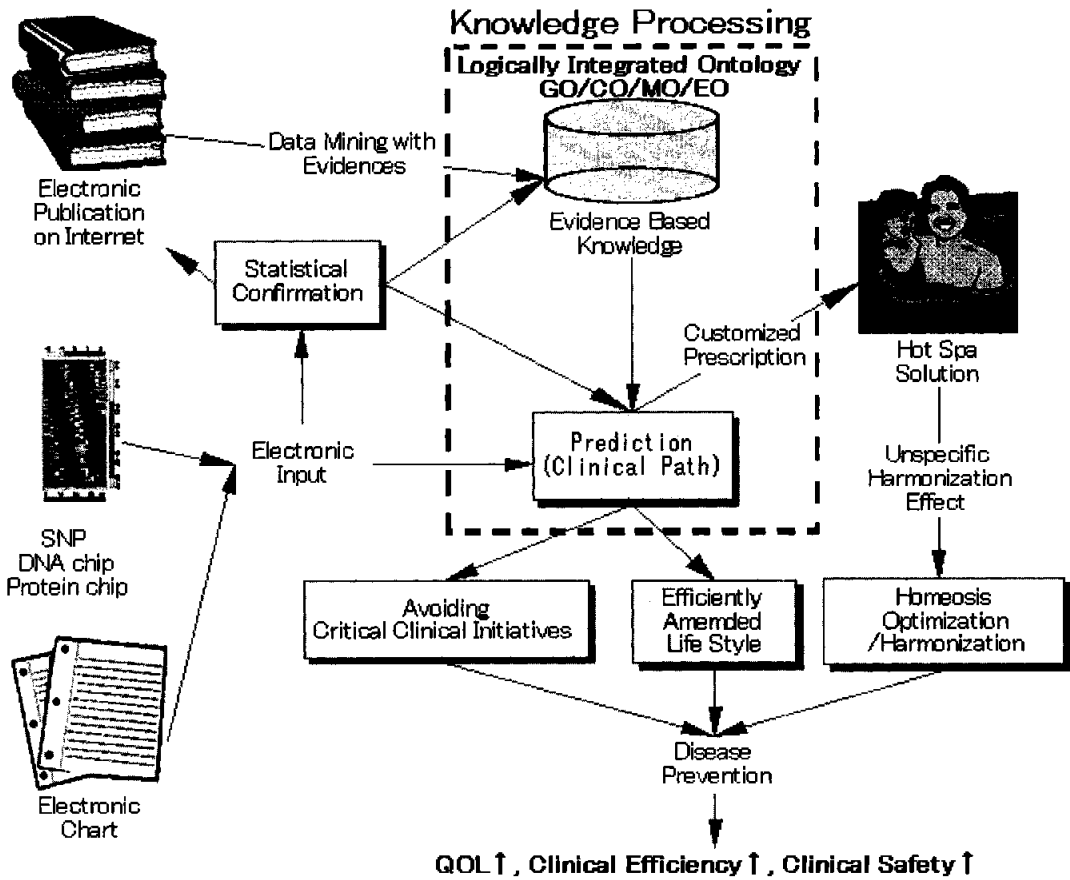 Knowledge Processing
Logically Integrated Ontology
GO/CO/MO/EO
Data Mining with
Evidences
Electronic
Publication
on Internet
Evidence Based
Knowledge
Statistical
Confirmation
Customized
Prescription
Hot Spa
Solution
Electronic
Input
Prediction
(Clinical Path)
Unspecific
Harmonization
Effect
SNP
DNA chip
Protein chip
Avoiding
Critical Clinical Initiatives
Efficiently
Amemded
Life Style
Homeosis
Optimization
/Harmonization
Electronic
Chart
Disease
Prevention
QOL↑, Clinical Efficiency↑, Clinical Safety↑